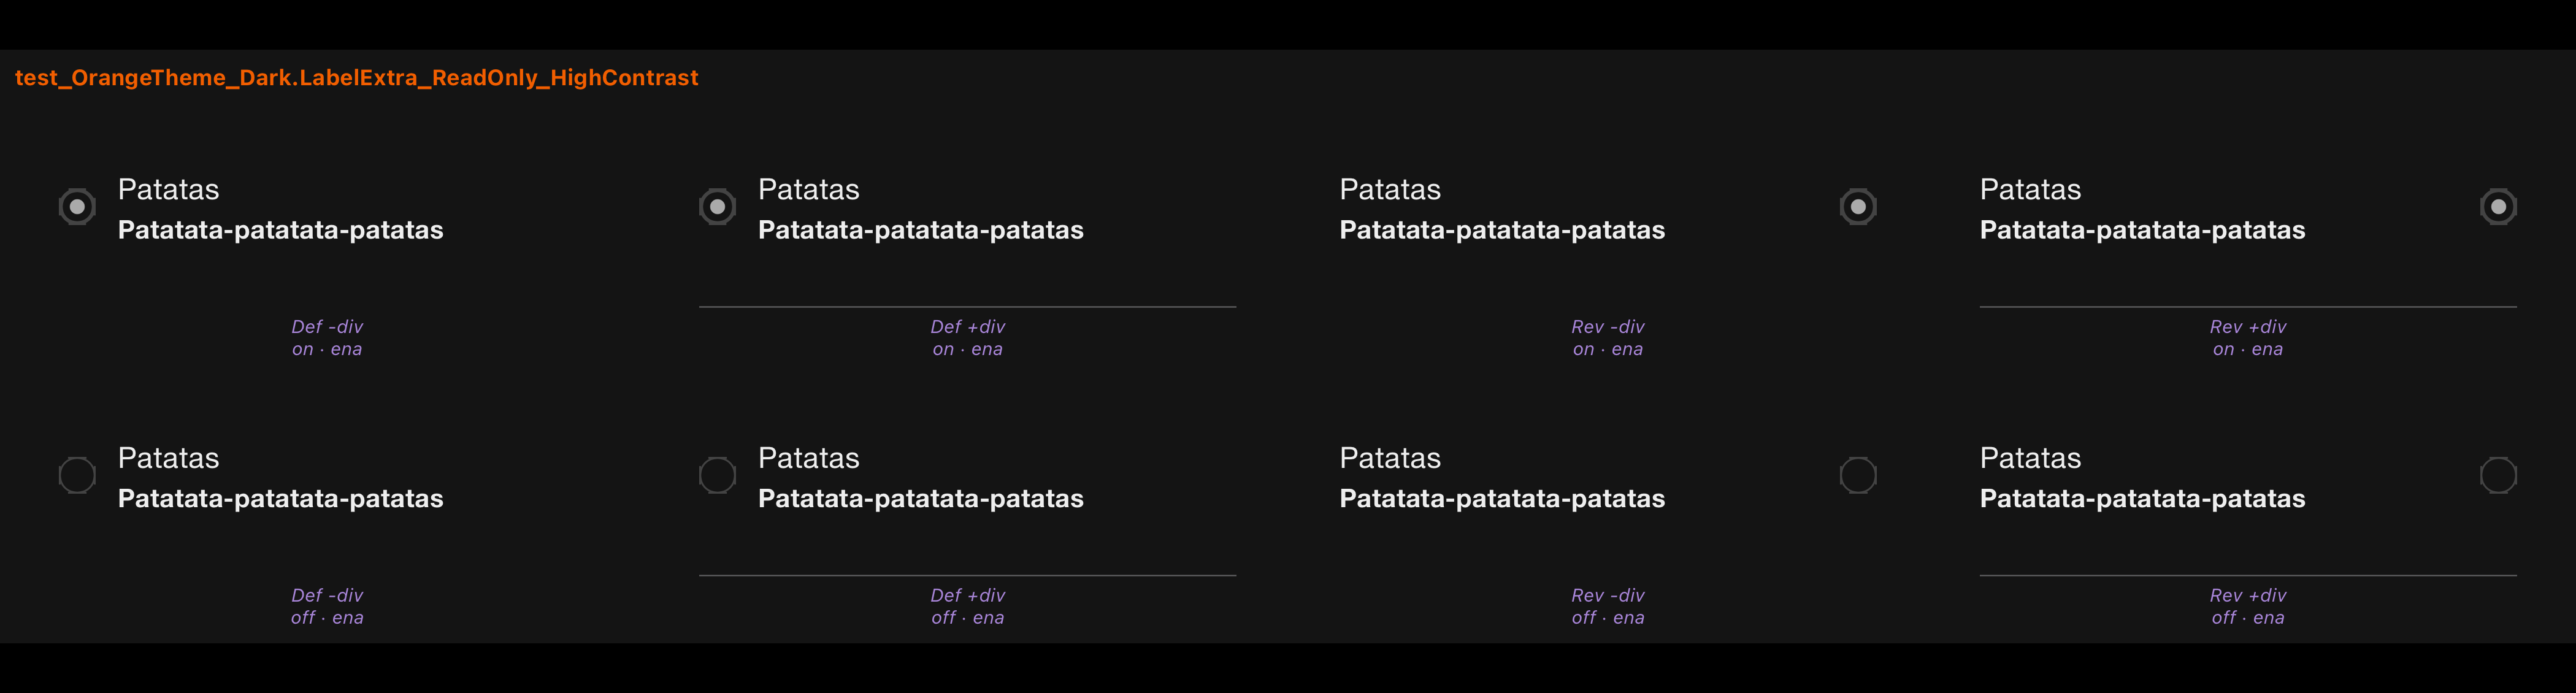 test_OrangeTheme_Dark.LabelExtra_ReadOnly_HighContrast
Patatas
Patatata-patatata-patatas
Def -div
on · ena
Patatas
Patatata-patatata-patatas
Def +div
on · ena
Patatas
Patatata-patatata-patatas
Rev -div
on · ena
Patatas
Patatata-patatata-patatas
Rev +div
on · ena
Patatas
Patatata-patatata-patatas
Def -div
off · ena
Patatas
Patatata-patatata-patatas
Def +div
off · ena
Patatas
Patatata-patatata-patatas
Rev -div
off · ena
Patatas
Patatata-patatata-patatas
Rev +div
off · ena